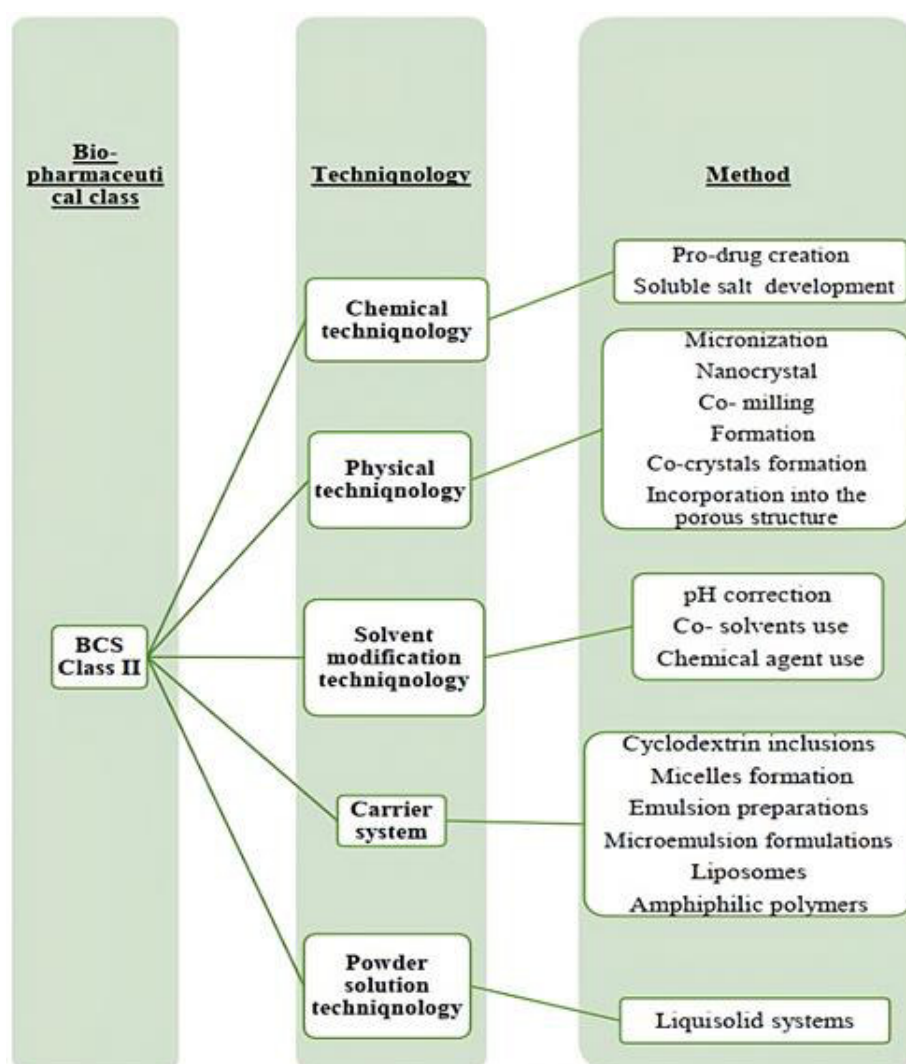 Bio-
pharmaceuti
cal class
Techniqnology
Method
BCS
Class II
Chemical
techniqnology
Physical
techniqnology
Solvent
modification
techniqnology
Carrier
system
Powder
solution
techniqnology
Pro-drug creation
Soluble salt development
Micronization
Nanocrystal
Co- milling
Formation
Co-crystals formation
Incorporation into the
porous structure
pH correction
Co- solvents use
Chemical agent use
Cyclodextrin inclusions
Micelles formation
Emulsion preparations
Microemulsion formulations
Liposomes
Amphiphilic polymers
Liquisolid systems